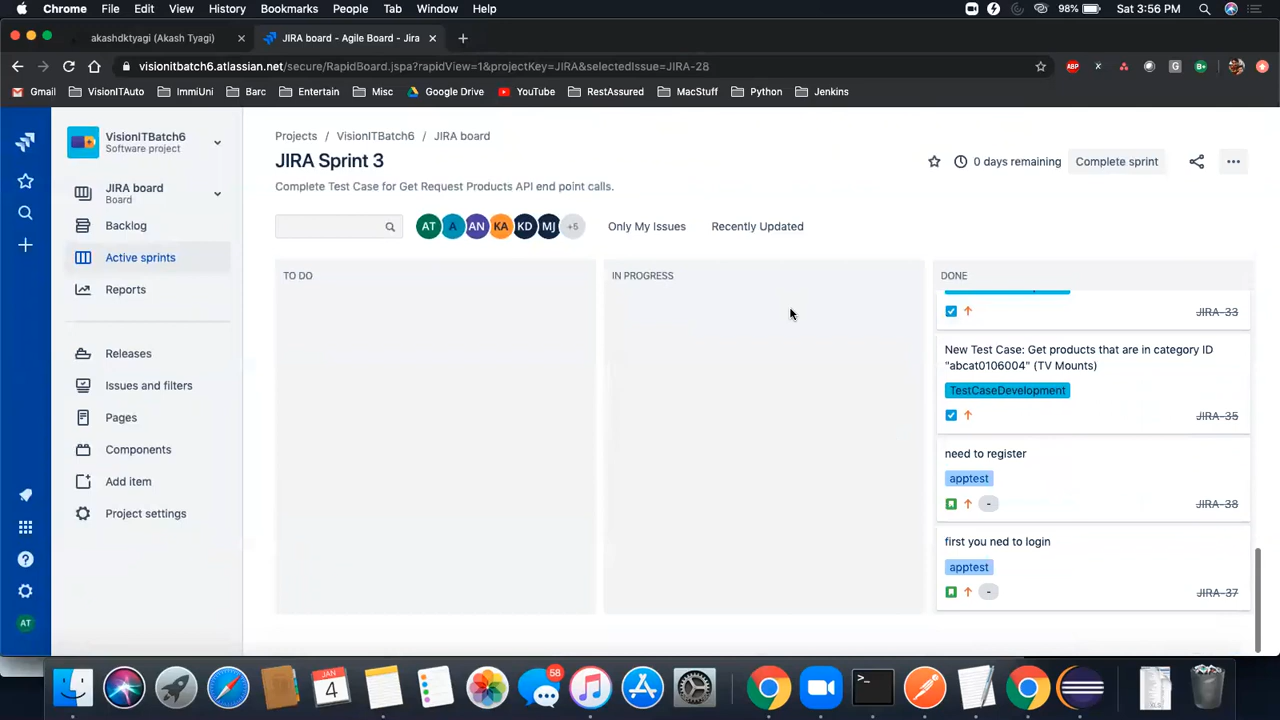 Chrome File Edit View History Bookmarks People Tab Window Help 98% Sat 3:56 PM
akashdktyagi (Akash Tyagi) JIRA board - Agile Board - Jira
visionitbatch6.atlassian.net/secure/RapidBoard.jspa?rapidView=1&projectKey=JIRA&selectedIssue=JIRA-28
Gmail VisionITAuto ImmiUni Barc Entertain Misc Google Drive YouTube RestAssured MacStuff Python Jenkins
VisionITBatch6
Software project
JIRA board
Board
Backlog
Active sprints
Reports
Releases
Issues and filters
Pages
Components
Add item
Project settings
AT
Projects / VisionITBatch6 / JIRA board
JIRA Sprint 3
0 days remaining Complete sprint
Complete Test Case for Get Request Products API end point calls.
AT A AN KA KD MJ +5 Only My Issues Recently Updated
TO DO
IN PROGRESS
DONE
JIRA-33
New Test Case: Get products that are in category ID
"abcat0106004" (TV Mounts)
TestCaseDevelopment
JIRA-35
need to register
apptest
- JIRA-38
first you ned to login
apptest
- JIRA-37
JAN
4
58